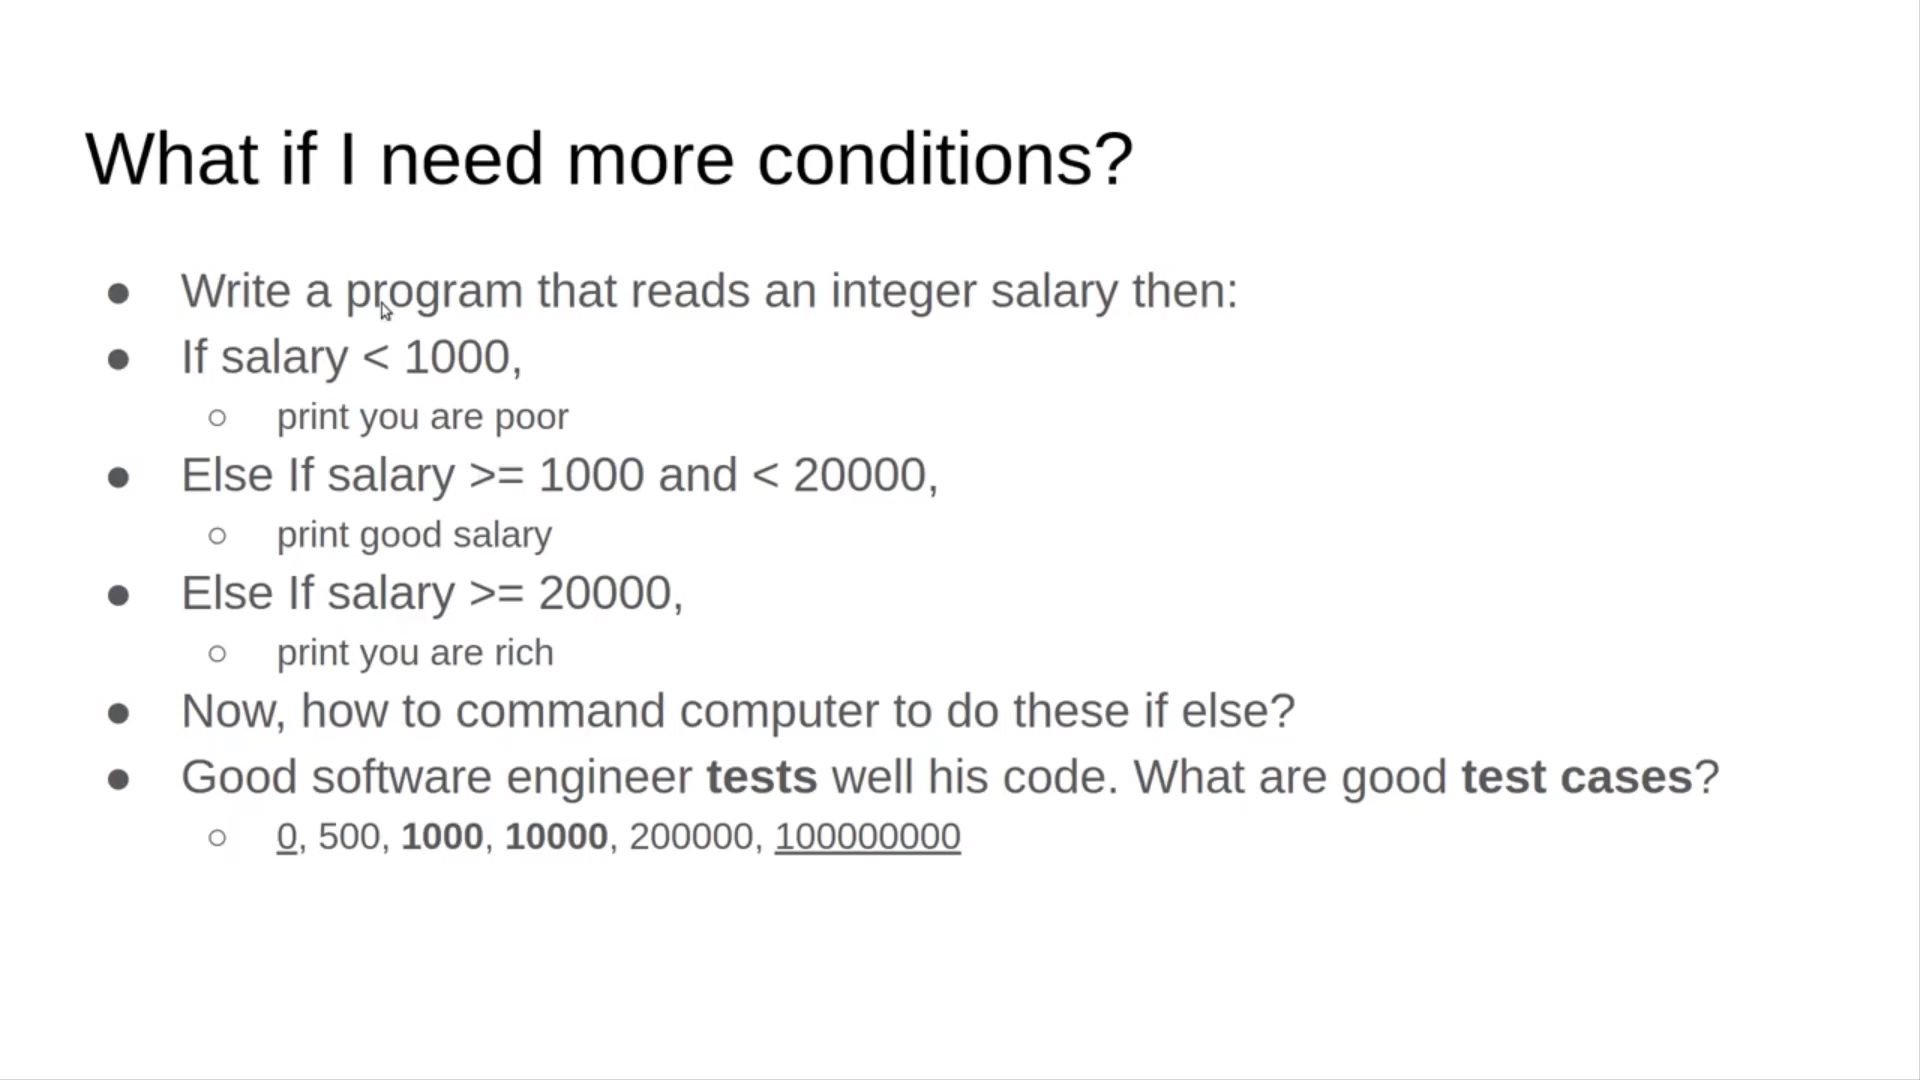 What if I need more conditions?
● Write a program that reads an integer salary then:
● If salary < 1000,
○ print you are poor
● Else If salary >= 1000 and < 20000,
○ print good salary
● Else If salary >= 20000,
○ print you are rich
● Now, how to command computer to do these if else?
● Good software engineer tests well his code. What are good test cases?
○ 0, 500, 1000, 10000, 200000, 100000000